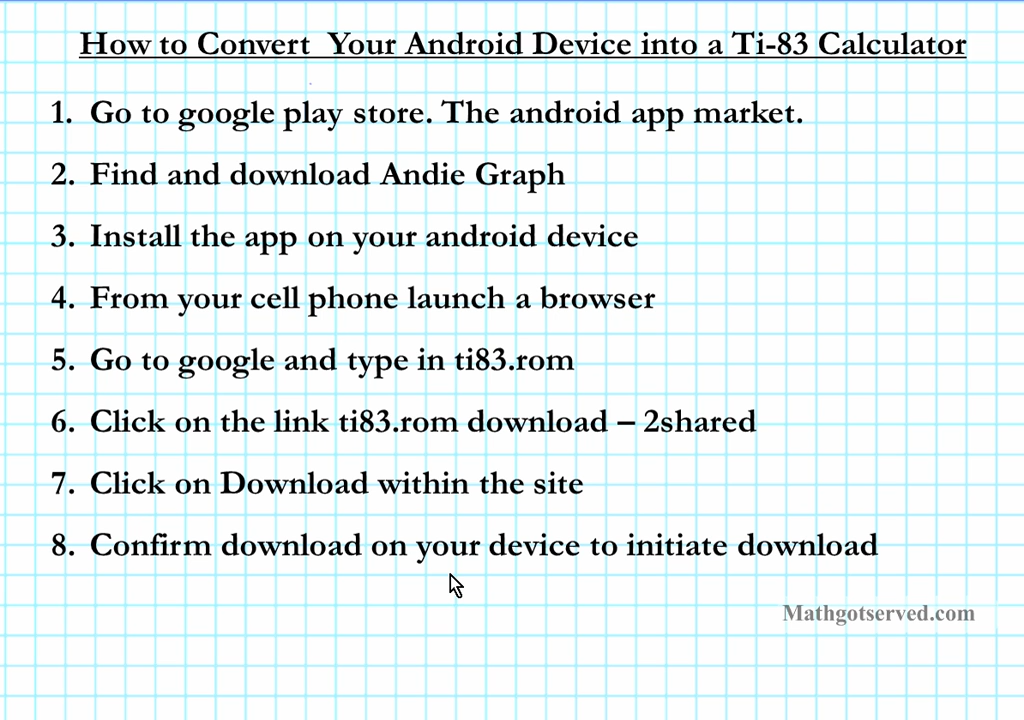 How to Convert Your Android Device into a Ti-83 Calculator
1. Go to google play store. The android app market.
2. Find and download Andie Graph
3. Install the app on your android device
4. From your cell phone launch a browser
5. Go to google and type in ti83.rom
6. Click on the link ti83.rom download – 2shared
7. Click on Download within the site
8. Confirm download on your device to initiate download
Mathgotserved.com